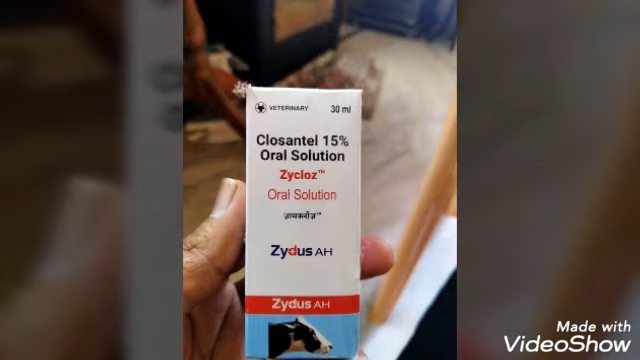 VETERINARY
30 ml
Closantel 15%
Oral Solution
Zycloz™
Oral Solution
ज़ायक्लॉज़™
Zydus AH
Zydus AH
Made with
VideoShow